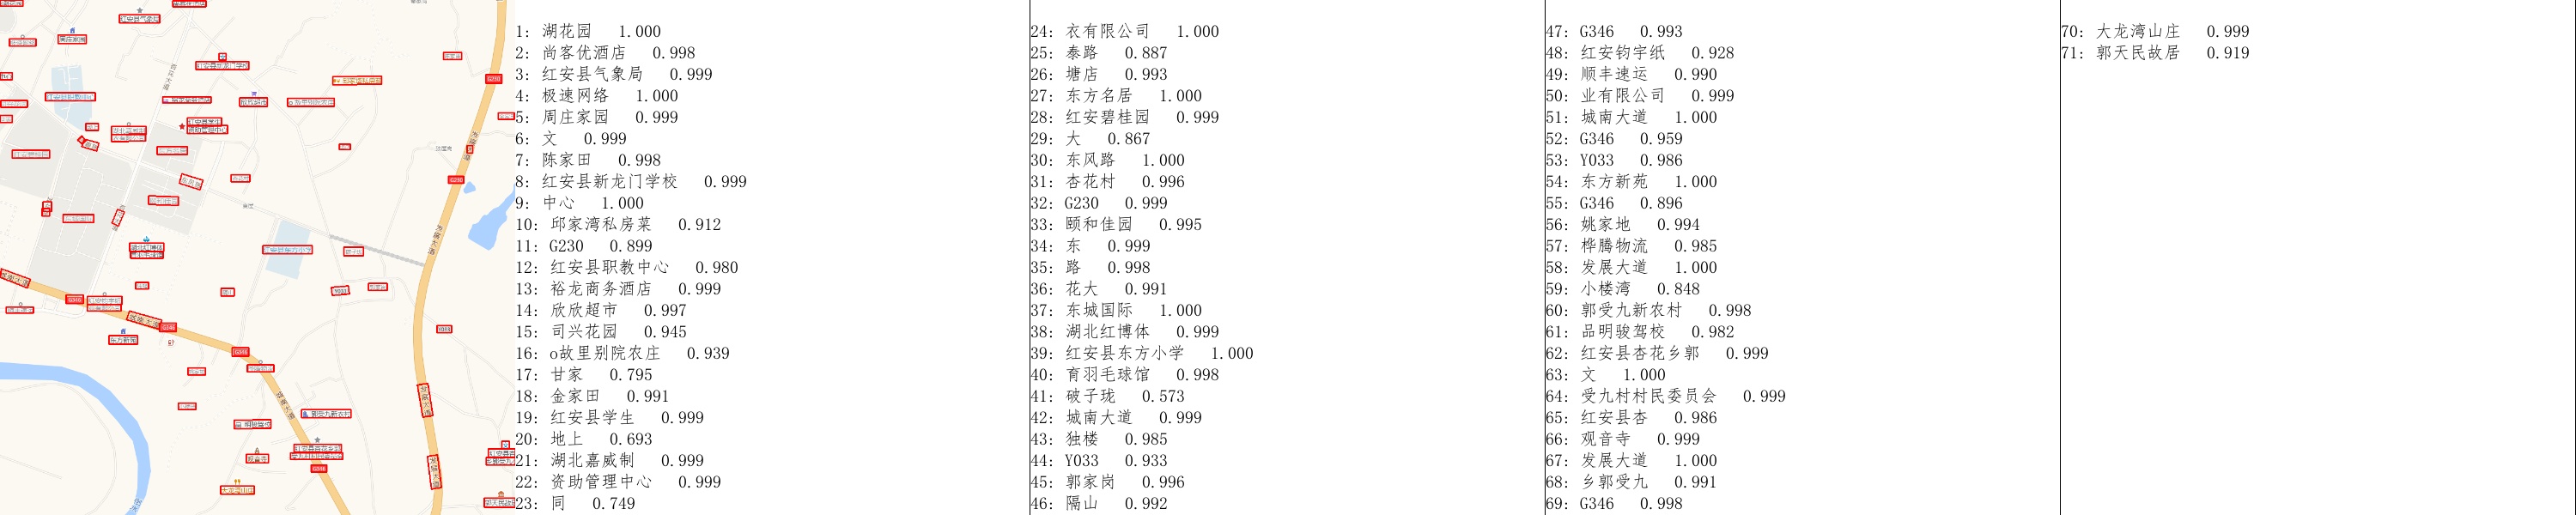 1: 湖花园 1.000
2: 尚客优酒店 0.998
3: 红安县气象局 0.999
4: 极速网络 1.000
5: 周庄家园 0.999
6: 文 0.999
7: 陈家田 0.998
8: 红安县新龙门学校 0.999
9: 中心 1.000
10: 邱家湾私房菜 0.912
11: G230 0.899
12: 红安县职教中心 0.980
13: 裕龙商务酒店 0.999
14: 欣欣超市 0.997
15: 司兴花园 0.945
16: o故里别院农庄 0.939
17: 甘家 0.795
18: 金家田 0.991
19: 红安县学生 0.999
20: 地上 0.693
21: 湖北嘉威制 0.999
22: 资助管理中心 0.999
23: 同 0.749
24: 衣有限公司 1.000
25: 泰路 0.887
26: 塘店 0.993
27: 东方名居 1.000
28: 红安碧桂园 0.999
29: 大 0.867
30: 东风路 1.000
31: 杏花村 0.996
32: G230 0.999
33: 颐和佳园 0.995
34: 东 0.999
35: 路 0.998
36: 花大 0.991
37: 东城国际 1.000
38: 湖北红博体 0.999
39: 红安县东方小学 1.000
40: 育羽毛球馆 0.998
41: 破子珑 0.573
42: 城南大道 0.999
43: 独楼 0.985
44: Y033 0.933
45: 郭家岗 0.996
46: 隔山 0.992
47: G346 0.993
48: 红安钧宇纸 0.928
49: 顺丰速运 0.990
50: 业有限公司 0.999
51: 城南大道 1.000
52: G346 0.959
53: Y033 0.986
54: 东方新苑 1.000
55: G346 0.896
56: 姚家地 0.994
57: 桦腾物流 0.985
58: 发展大道 1.000
59: 小楼湾 0.848
60: 郭受九新农村 0.998
61: 品明骏驾校 0.982
62: 红安县杏花乡郭 0.999
63: 文 1.000
64: 受九村村民委员会 0.999
65: 红安县杏 0.986
66: 观音寺 0.999
67: 发展大道 1.000
68: 乡郭受九 0.991
69: G346 0.998
70: 大龙湾山庄 0.999
71: 郭天民故居 0.919